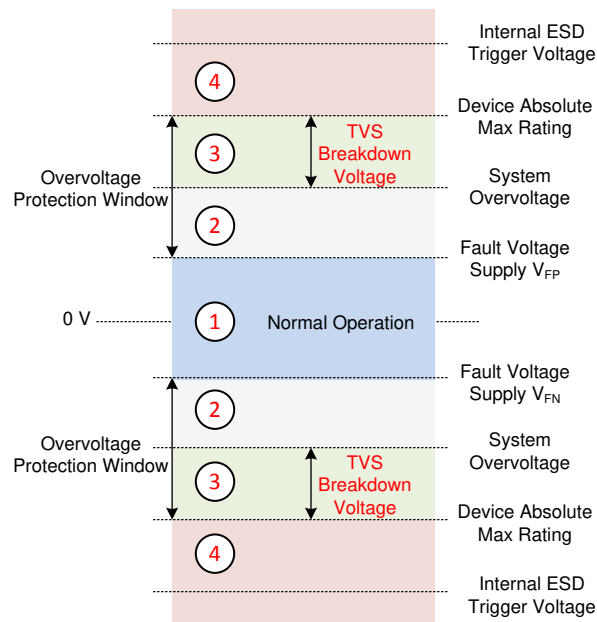 Internal ESD
Trigger Voltage
4
Device Absolute
Max Rating
3
TVS
Breakdown
Voltage
Overvoltage
Protection Window
System
Overvoltage
2
Fault Voltage
Supply VFP
0 V
1
Normal Operation
Fault Voltage
Supply VFN
2
System
Overvoltage
Overvoltage
Protection Window
3
TVS
Breakdown
Voltage
Device Absolute
Max Rating
4
Internal ESD
Trigger Voltage